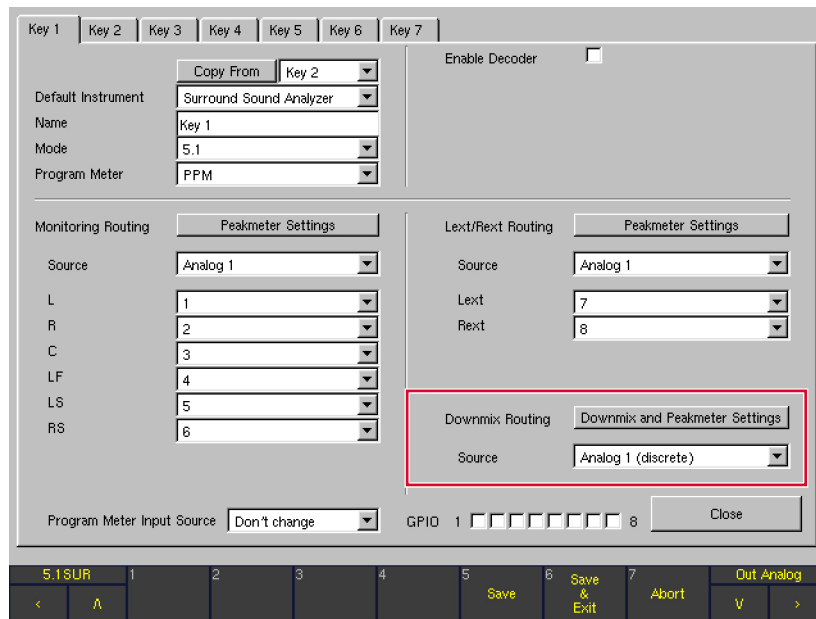 Key 1 Key 2 Key 3 Key 4 Key 5 Key 6 Key 7
Copy From Key 2
Default Instrument Surround Sound Analyzer
Name Key 1
Mode 5.1
Program Meter PPM
Enable Decoder
Monitoring Routing Peakmeter Settings
Source Analog 1
L 1
R 2
C 3
LF 4
LS 5
RS 6
Lext/Rext Routing Peakmeter Settings
Source Analog 1
Lext 7
Rext 8
Downmix Routing Downmix and Peakmeter Settings
Source Analog 1 (discrete)
Program Meter Input Source Don't change
GPIO 1 8
Close
5.1SUR 1 2 3 4 5 Save 6 Save & Exit 7 Abort Out Analog
< Λ V >